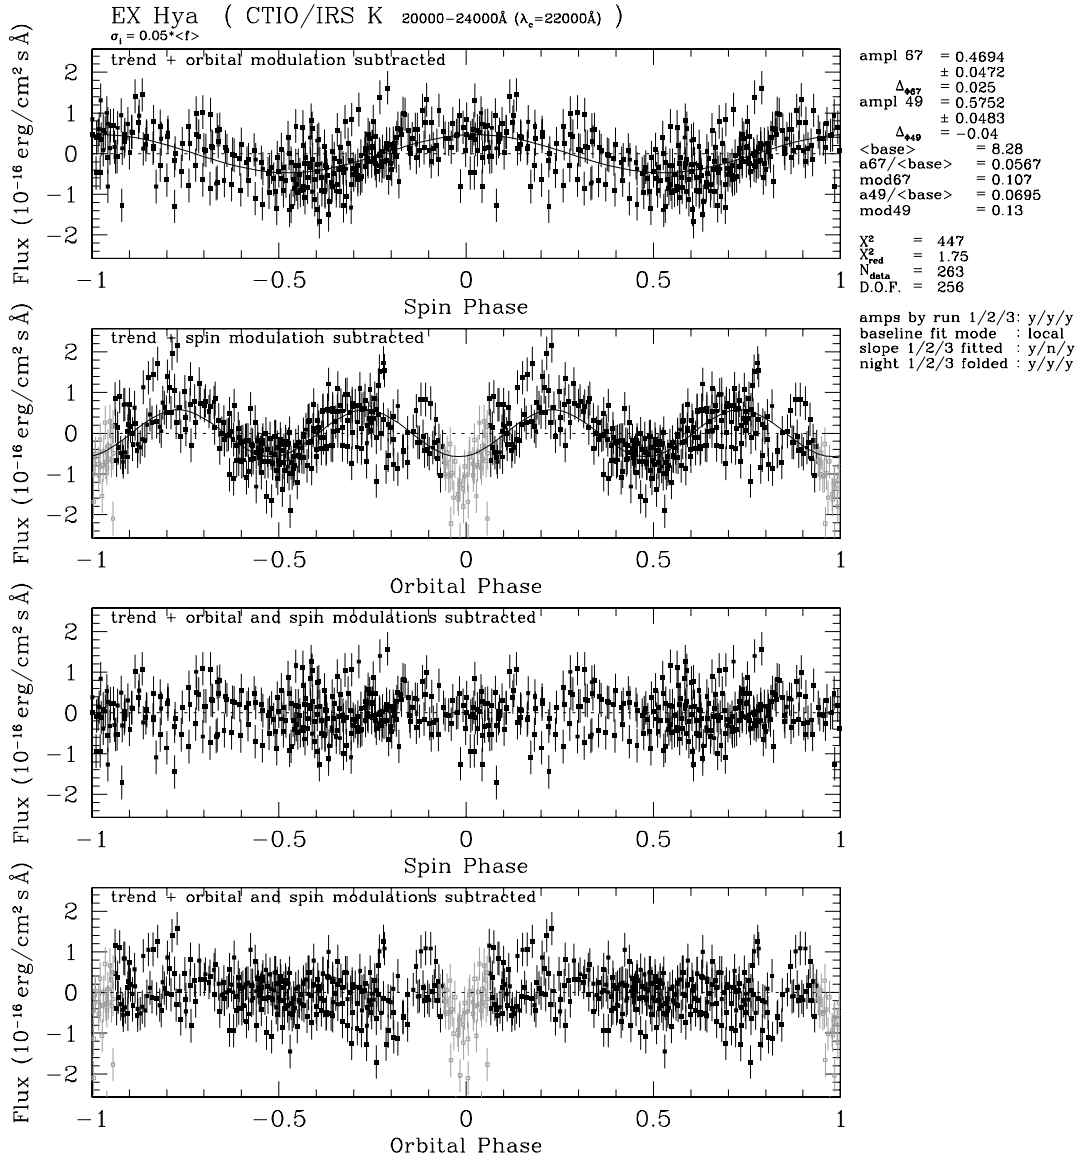 EX Hya ( CTIO/IRS K 20000−24000Å (λc=22000Å) )
σi = 0.05*<f>
trend + orbital modulation subtracted
Flux (10−16 erg/cm² s Å)
2
1
0
−1
−2
−1 −0.5 0 0.5 1
Spin Phase
trend + spin modulation subtracted
Flux (10−16 erg/cm² s Å)
2
1
0
−1
−2
−1 −0.5 0 0.5 1
Orbital Phase
trend + orbital and spin modulations subtracted
Flux (10−16 erg/cm² s Å)
2
1
0
−1
−2
−1 −0.5 0 0.5 1
Spin Phase
trend + orbital and spin modulations subtracted
Flux (10−16 erg/cm² s Å)
2
1
0
−1
−2
−1 −0.5 0 0.5 1
Orbital Phase
ampl 67 = 0.4694
± 0.0472
ΔΦ67 = 0.025
ampl 49 = 0.5752
± 0.0483
ΔΦ49 = −0.04
<base> = 8.28
a67/<base> = 0.0567
mod67 = 0.107
a49/<base> = 0.0695
mod49 = 0.13
X² = 447
X²red = 1.75
Ndata = 263
D.O.F. = 256
amps by run 1/2/3: y/y/y
baseline fit mode : local
slope 1/2/3 fitted : y/n/y
night 1/2/3 folded : y/y/y